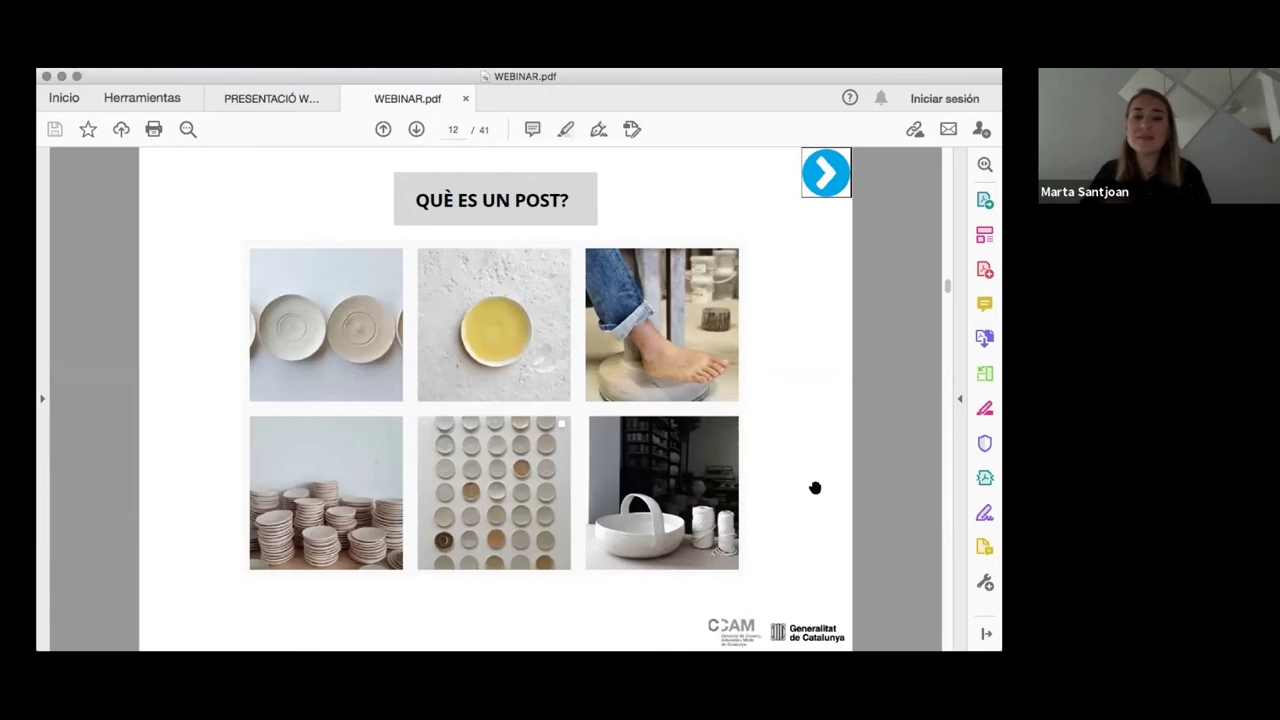 WEBINAR.pdf
Inicio
Herramientas
PRESENTACIÓ W...
WEBINAR.pdf
×
Iniciar sesión
12 / 41
QUÈ ES UN POST?
Marta Santjoan
CCAM
Generalitat
de Catalunya